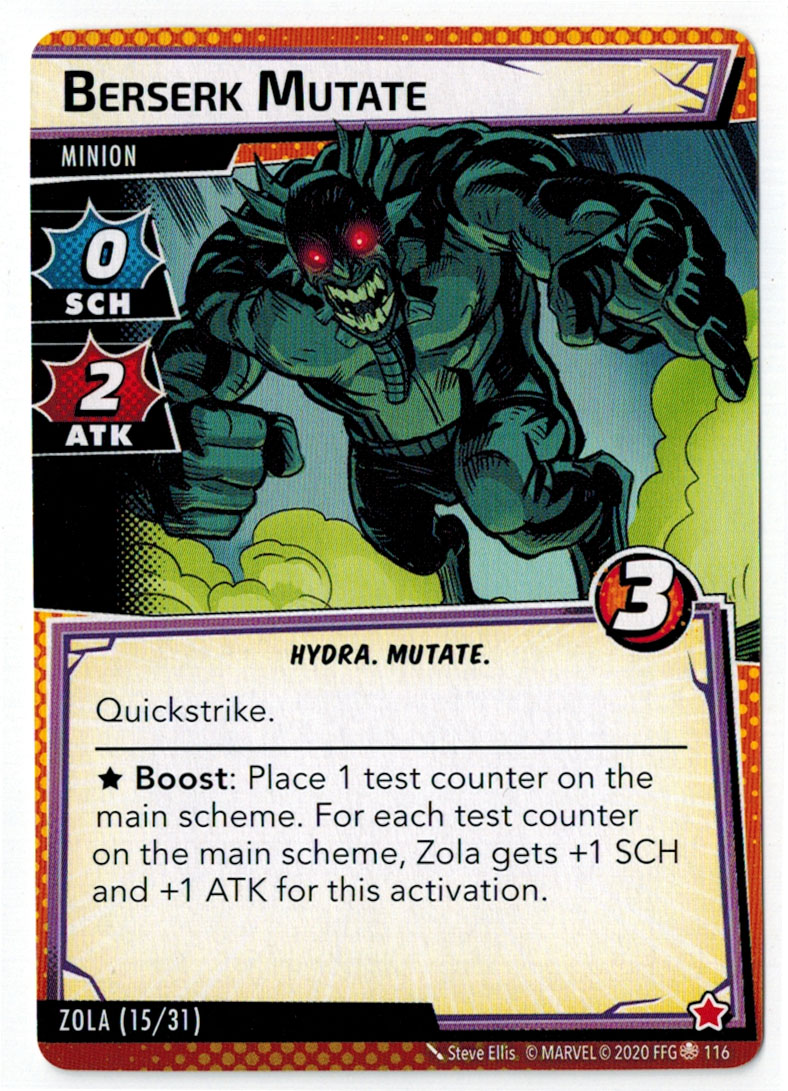 BERSERK MUTATE
MINION
0
SCH
2
ATK
3
HYDRA. MUTATE.
Quickstrike.
★ Boost: Place 1 test counter on the
main scheme. For each test counter
on the main scheme, Zola gets +1 SCH
and +1 ATK for this activation.
ZOLA (15/31)
Steve Ellis. © MARVEL © 2020 FFG 116